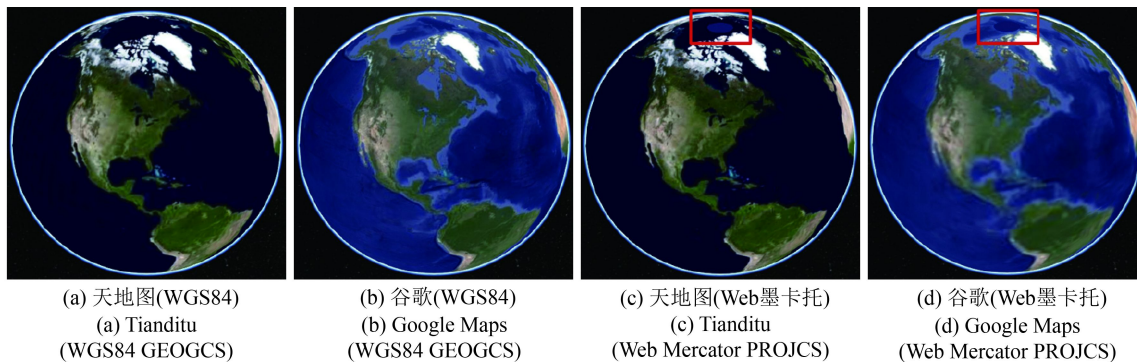 (a) 天地图(WGS84)
(a) Tianditu
(WGS84 GEOGCS)
(b) 谷歌(WGS84)
(b) Google Maps
(WGS84 GEOGCS)
(c) 天地图(Web墨卡托)
(c) Tianditu
(Web Mercator PROJCS)
(d) 谷歌(Web墨卡托)
(d) Google Maps
(Web Mercator PROJCS)